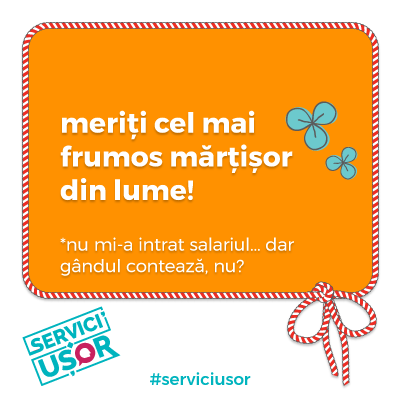 meriți cel mai
frumos mărțișor
din lume!
*nu mi-a intrat salariul... dar
gândul contează, nu?
SERVICI
UȘOR
#serviciusor